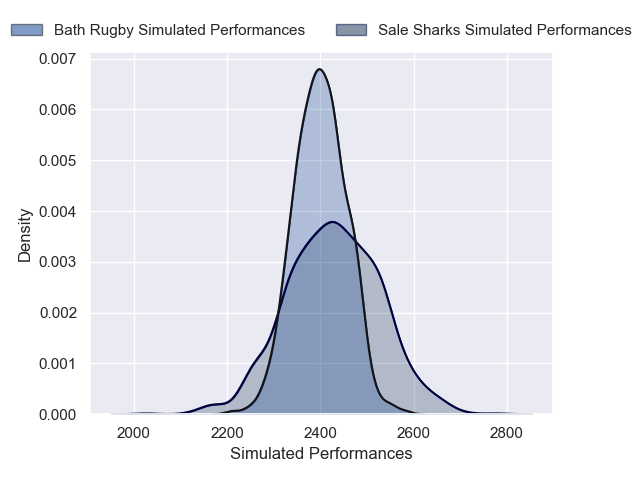 Bath Rugby Simulated Performances
Sale Sharks Simulated Performances
0.007
0.006
0.005
0.004
0.003
0.002
0.001
0.000
Density
2000 2200 2400 2600 2800
Simulated Performances